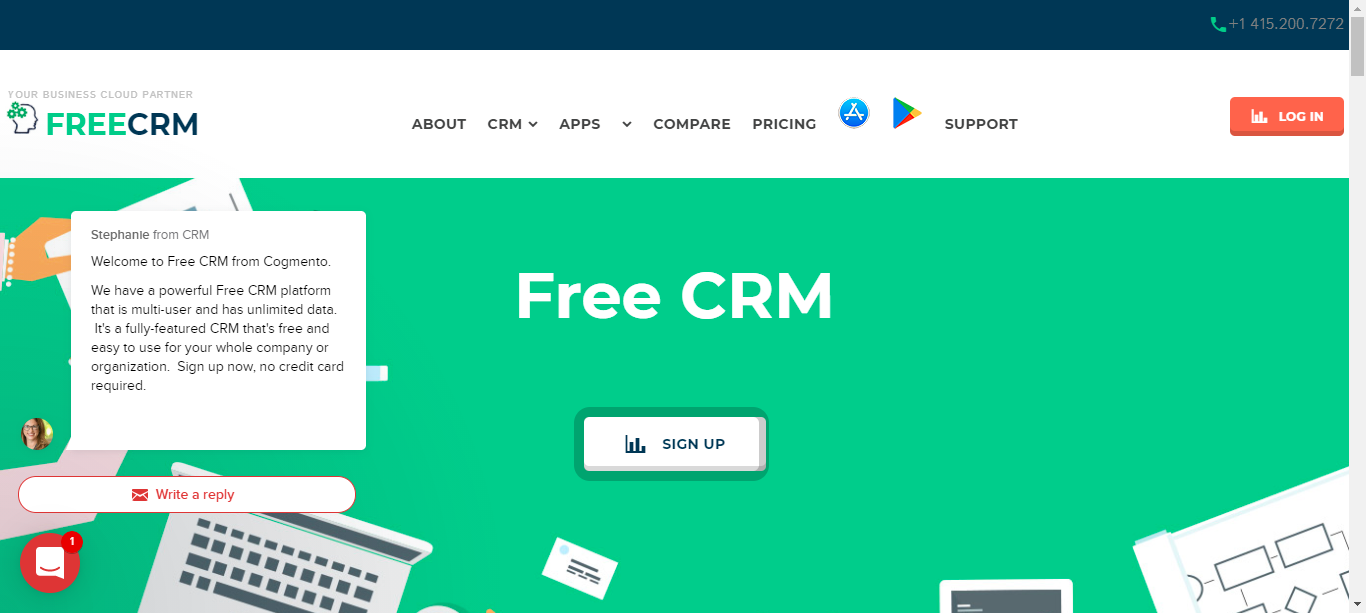 +1 415.200.7272
YOUR BUSINESS CLOUD PARTNER
FREECRM
ABOUT CRM APPS COMPARE PRICING SUPPORT
LOG IN
Stephanie from CRM
Welcome to Free CRM from Cogmento.
We have a powerful Free CRM platform
that is multi-user and has unlimited data.
It's a fully-featured CRM that's free and
easy to use for your whole company or
organization. Sign up now, no credit card
required.
Free CRM
SIGN UP
Write a reply
1